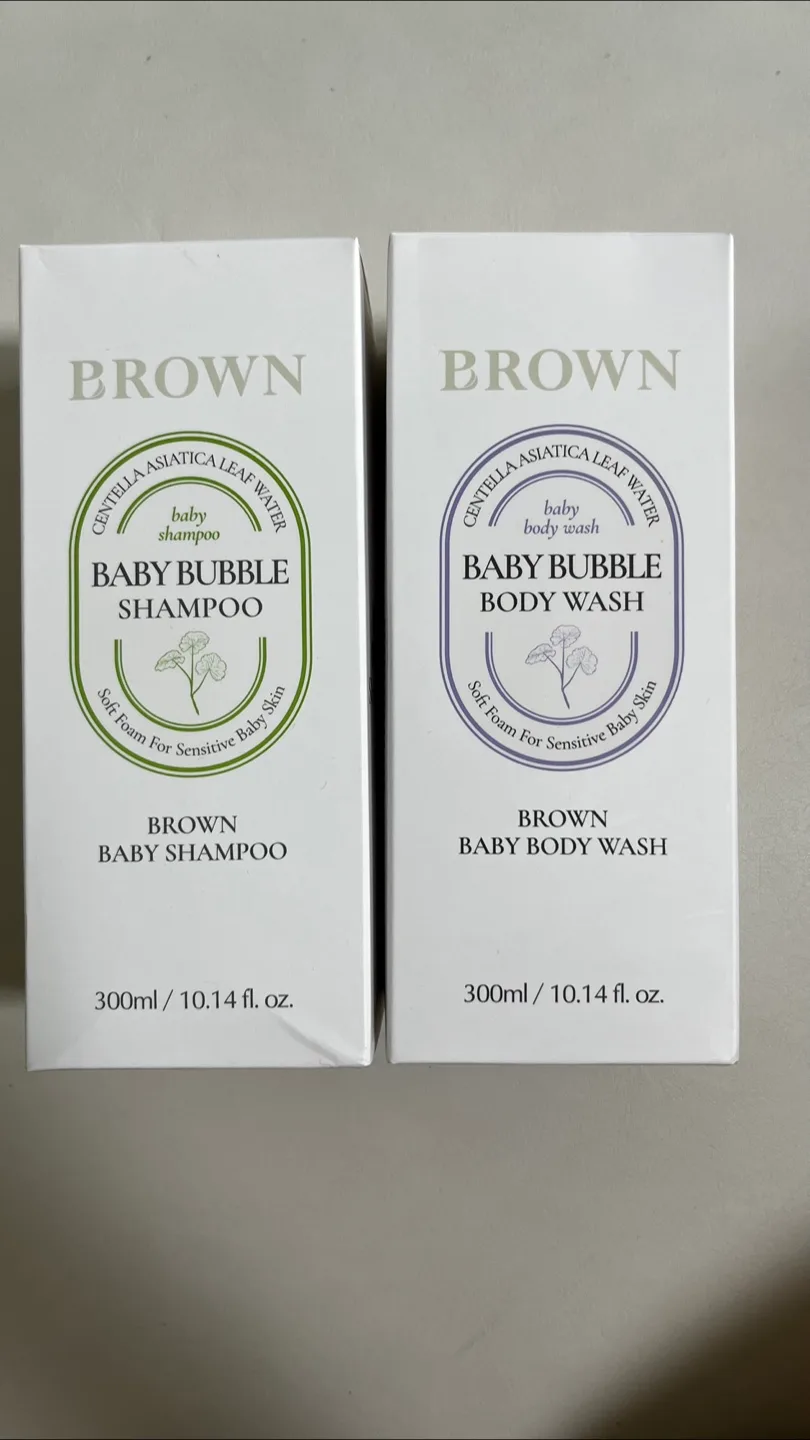 BROWN
CENTELLA ASIATICA LEAF WATER
baby
shampoo
BABY BUBBLE
SHAMPOO
Soft Foam For Sensitive Baby Skin
BROWN
BABY SHAMPOO
300ml / 10.14 fl. oz.
BROWN
CENTELLA ASIATICA LEAF WATER
baby
body wash
BABY BUBBLE
BODY WASH
Soft Foam For Sensitive Baby Skin
BROWN
BABY BODY WASH
300ml / 10.14 fl. oz.